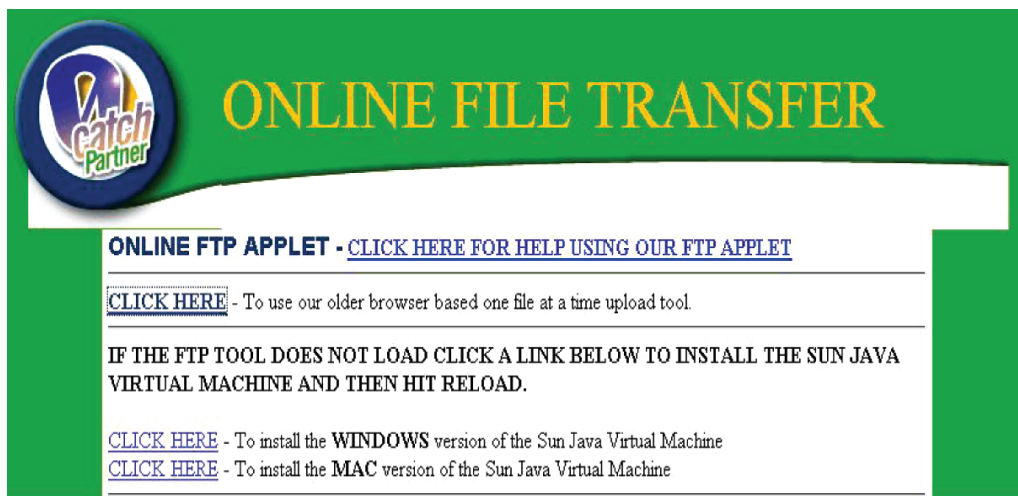 catch
Partner
ONLINE FILE TRANSFER
ONLINE FTP APPLET - CLICK HERE FOR HELP USING OUR FTP APPLET
CLICK HERE - To use our older browser based one file at a time upload tool.
IF THE FTP TOOL DOES NOT LOAD CLICK A LINK BELOW TO INSTALL THE SUN JAVA
VIRTUAL MACHINE AND THEN HIT RELOAD.
CLICK HERE - To install the WINDOWS version of the Sun Java Virtual Machine
CLICK HERE - To install the MAC version of the Sun Java Virtual Machine